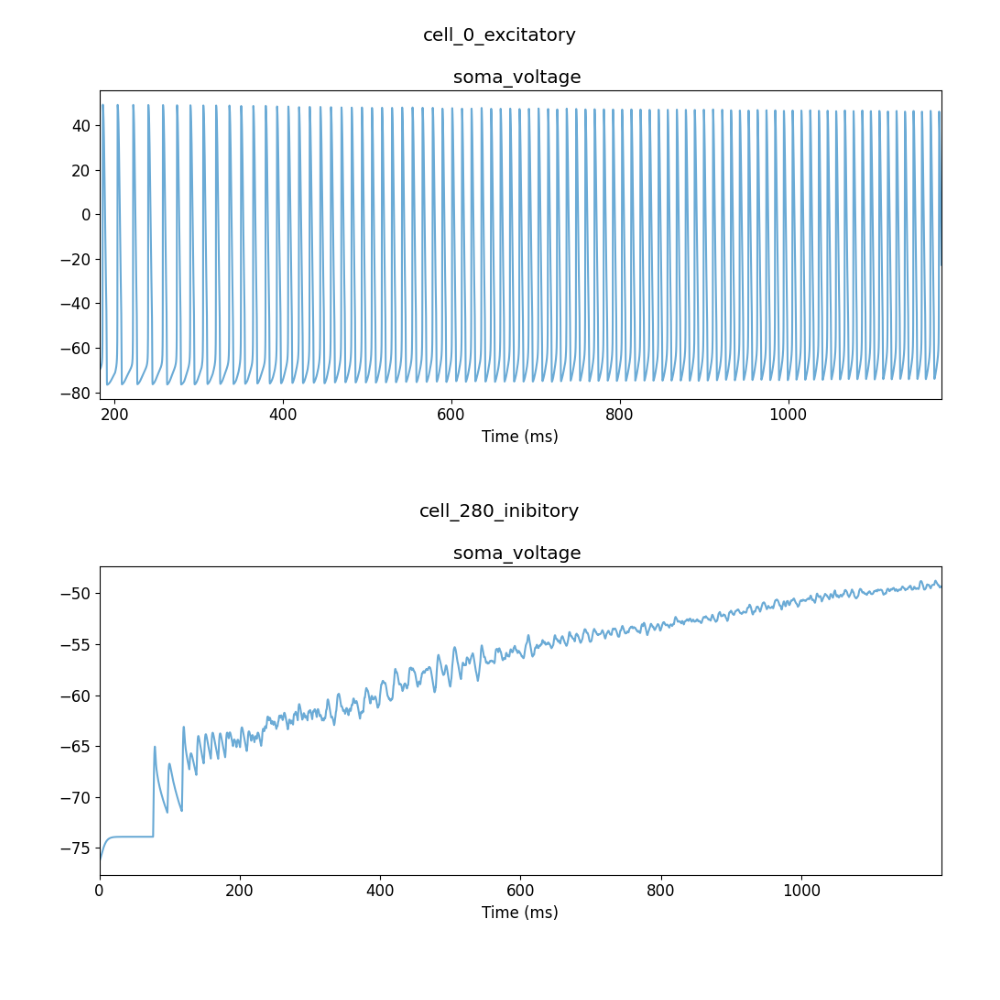 cell_0_excitatory
soma_voltage
40
20
0
−20
−40
−60
−80
200 400 600 800 1000
Time (ms)
cell_280_inibitory
soma_voltage
−50
−55
−60
−65
−70
−75
0 200 400 600 800 1000
Time (ms)